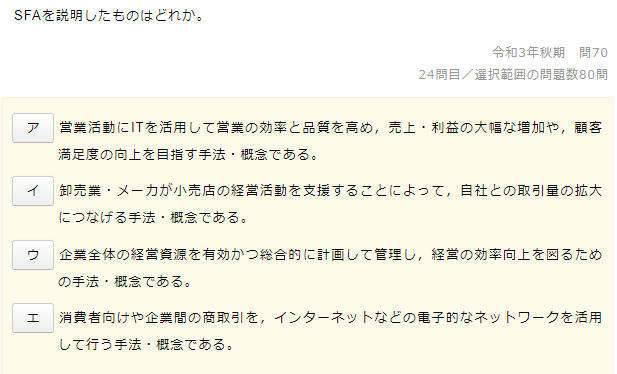 SFAを説明したものはどれか。
令和3年秋期　問70
24問目／選択範囲の問題数80問
ア 営業活動にITを活用して営業の効率と品質を高め，売上・利益の大幅な増加や，顧客
満足度の向上を目指す手法・概念である。
イ 卸売業・メーカが小売店の経営活動を支援することによって，自社との取引量の拡大
につなげる手法・概念である。
ウ 企業全体の経営資源を有効かつ総合的に計画して管理し，経営の効率向上を図るため
の手法・概念である。
エ 消費者向けや企業間の商取引を，インターネットなどの電子的なネットワークを活用
して行う手法・概念である。